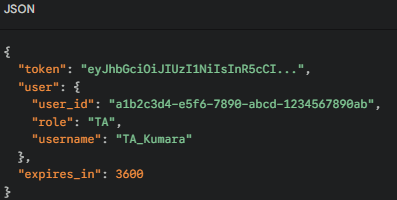 JSON
{
"token": "eyJhbGciOiJIUzI1NiIsInR5cCI...",
"user": {
"user_id": "a1b2c3d4-e5f6-7890-abcd-1234567890ab",
"role": "TA",
"username": "TA_Kumara"
},
"expires_in": 3600
}